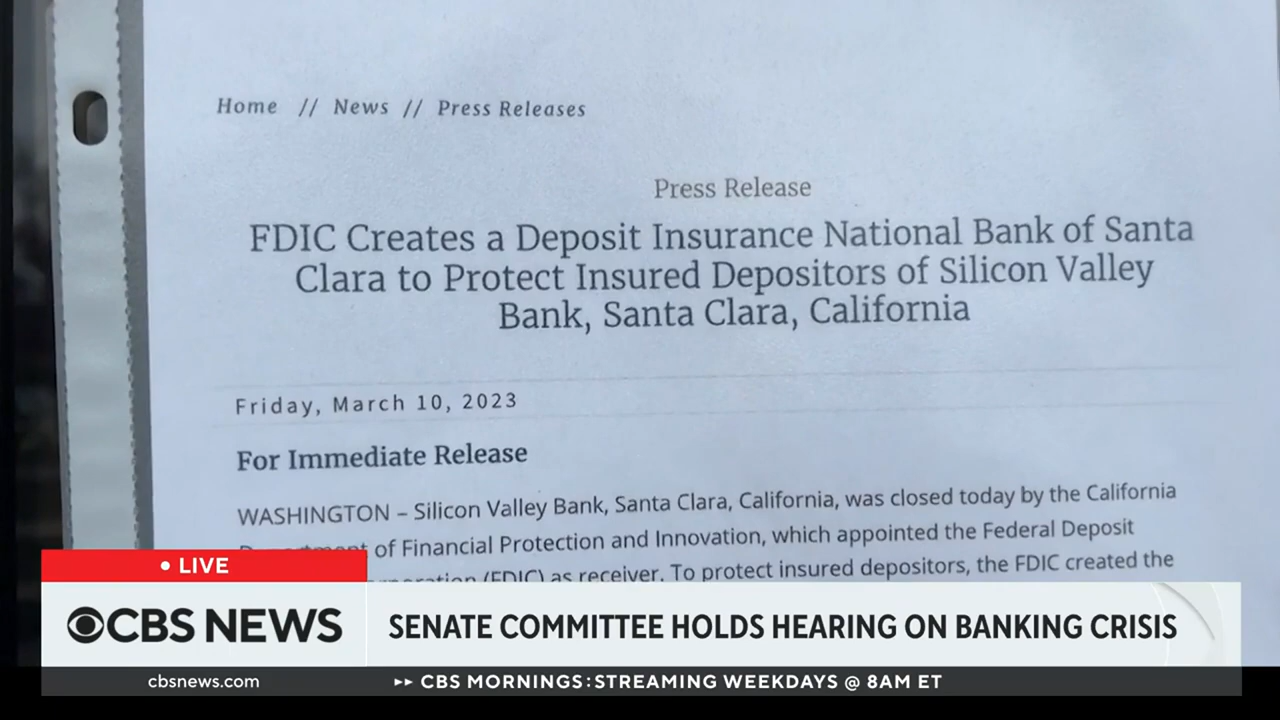 Home // News // Press Releases
Press Release
FDIC Creates a Deposit Insurance National Bank of Santa
Clara to Protect Insured Depositors of Silicon Valley
Bank, Santa Clara, California
Friday, March 10, 2023
For Immediate Release
WASHINGTON – Silicon Valley Bank, Santa Clara, California, was closed today by the California
Department of Financial Protection and Innovation, which appointed the Federal Deposit
(FDIC) as receiver. To protect insured depositors, the FDIC created the
• LIVE
CBS NEWS
SENATE COMMITTEE HOLDS HEARING ON BANKING CRISIS
cbsnews.com
CBS MORNINGS: STREAMING WEEKDAYS @ 8AM ET